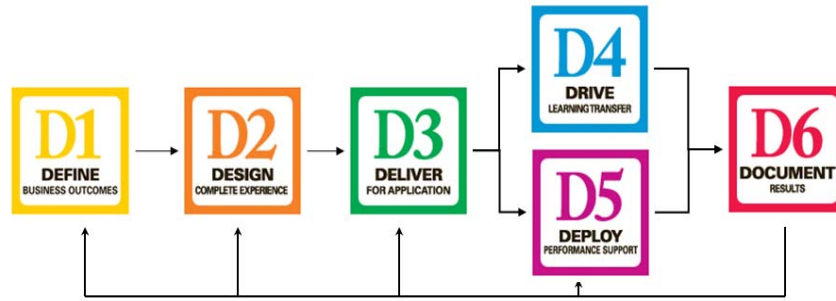 D1
DEFINE
BUSINESS OUTCOMES
D2
DESIGN
COMPLETE EXPERIENCE
D3
DELIVER
FOR APPLICATION
D4
DRIVE
LEARNING TRANSFER
D5
DEPLOY
PERFORMANCE SUPPORT
D6
DOCUMENT
RESULTS